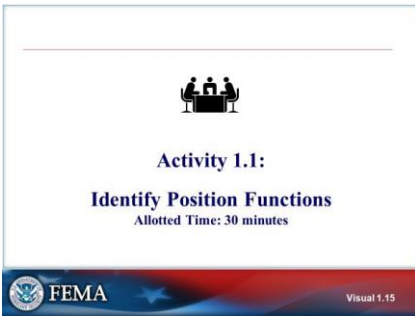 Activity 1.1:
Identify Position Functions
Allotted Time: 30 minutes
FEMA
Visual 1.15